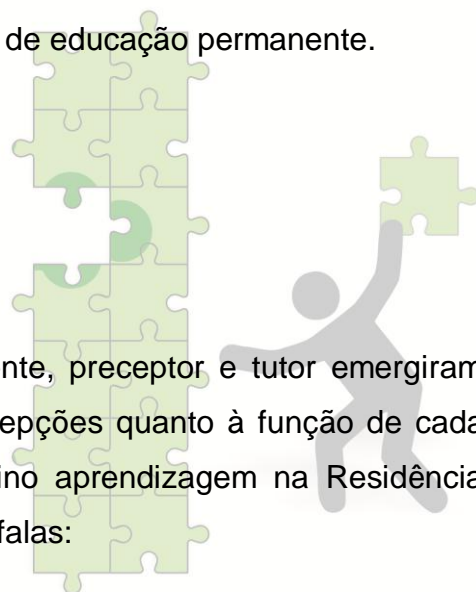 de educação permanente.
nte, preceptor e tutor emergiram
epções quanto à função de cada
ino aprendizagem na Residência
falas: